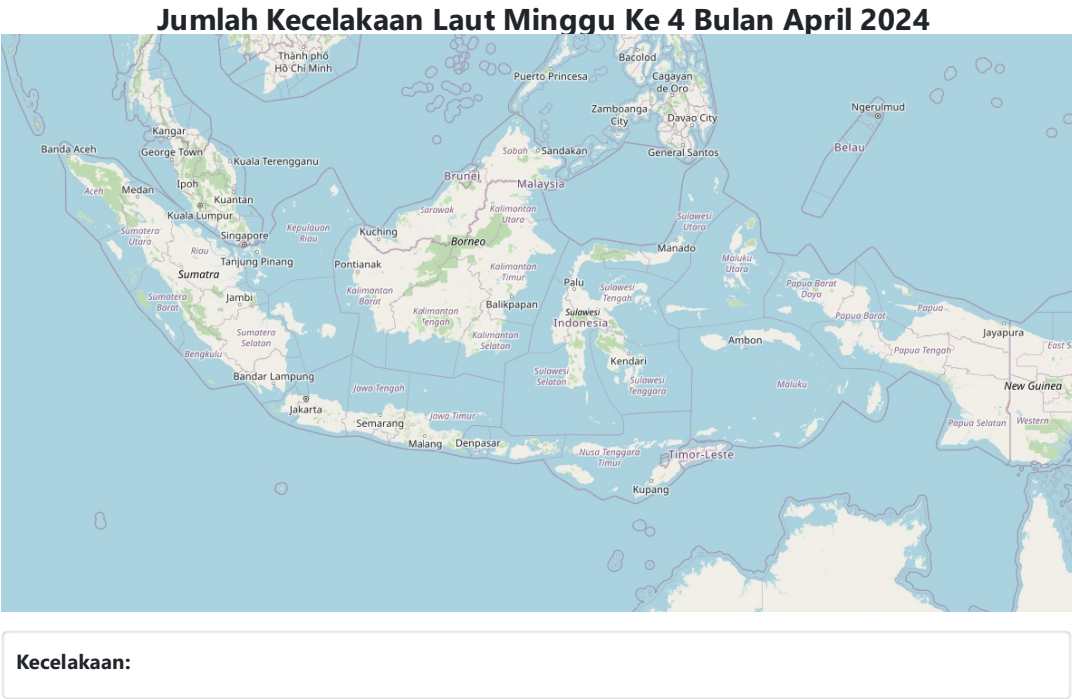 Jumlah Kecelakaan Laut Minggu Ke 4 Bulan April 2024
Thành phố
Hồ Chí Minh
Bacolod
Puerto Princesa
Cagayan
de Oro
Zamboanga
City
Davao City
Ngerulmud
Kangar
Banda Aceh
George Town
Kuala Terengganu
Sabah
Sandakan
General Santos
Belau
Ipoh
Brunei
Malaysia
Aceh
Medan
Kuantan
Kuala Lumpur
Sarawak
Kalimantan
Utara
Sulawesi
Utara
Sumatera
Utara
Singapore
Kepulauan
Riau
Kuching
Borneo
Manado
Riau
Tanjung Pinang
Pontianak
Kalimantan
Timur
Maluku
Utara
Sumatra
Palu
Papua Barat
Daya
Sumatera
Barat
Jambi
Kalimantan
Barat
Balikpapan
Sulawesi
Tengah
Kalimantan
Tengah
Sulawesi
Indonesia
Papua Barat
Papua
Sumatera
Selatan
Kalimantan
Selatan
Ambon
Jayapura
East S
Bengkulu
Kendari
Papua Tengah
Bandar Lampung
Sulawesi
Selatan
Sulawesi
Tenggara
Maluku
New Guinea
Jawa Tengah
Jakarta
Semarang
Jawa Timur
Papua Selatan
Western
Malang
Denpasar
Nusa Tenggara
Timur
Timor-Leste
Kupang
Kecelakaan: